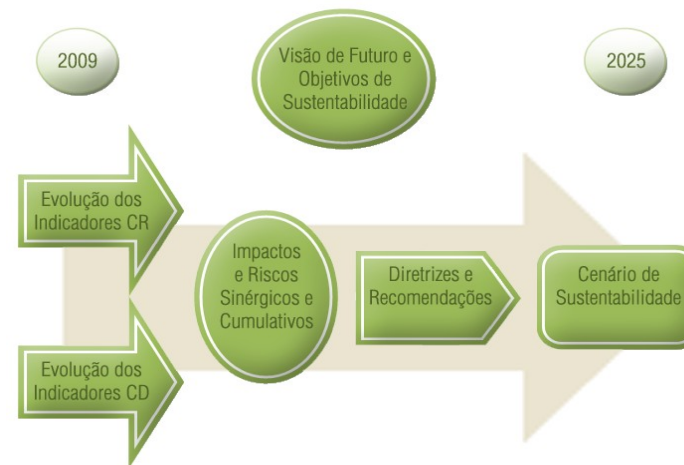 2009
Visão de Futuro e
Objetivos de
Sustentabilidade
2025
Evolução dos
Indicadores CR
Impactos
e Riscos
Sinérgicos e
Cumulativos
Diretrizes e
Recomendações
Cenário de
Sustentabilidade
Evolução dos
Indicadores CD